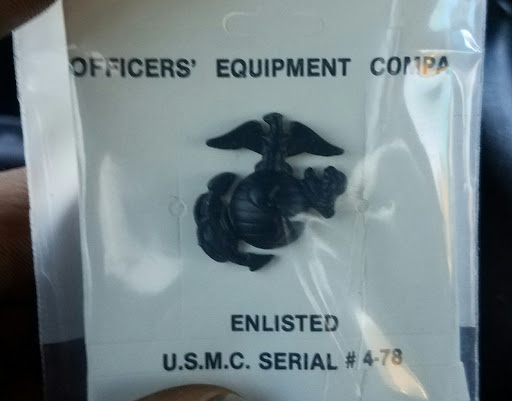 OFFICERS' EQUIPMENT COMPA
ENLISTED
U.S.M.C. SERIAL # 4-78